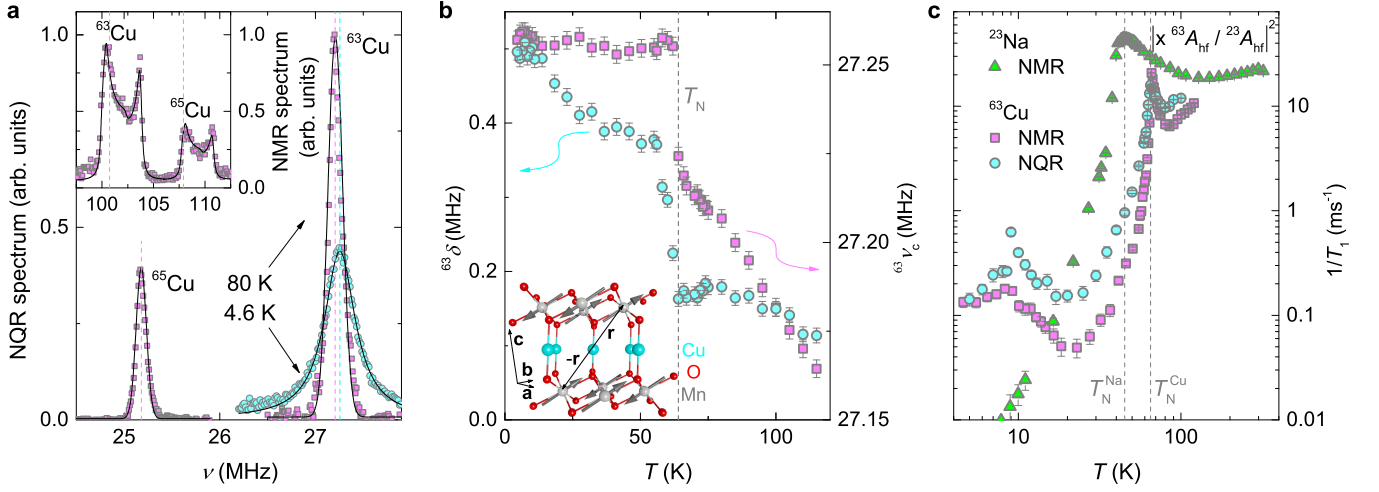 a
1.0
0.5
0.0
NQR spectrum (arb. units)
25
26
27
ν (MHz)
63Cu
65Cu
80 K
4.6 K
63Cu
65Cu
100
105
110
1.0
0.5
0.0
NMR spectrum
(arb. units)
b
0.4
0.2
0.0
63δ (MHz)
0
50
100
T (K)
27.25
27.20
27.15
63νc (MHz)
TN
r
-r
c
b
a
Cu
O
Mn
c
23Na
NMR
63Cu
NMR
NQR
|x 63Ahf / 23Ahf|2
TNNa
TNCu
10
100
T (K)
10
1
0.1
0.01
1/T1 (ms-1)